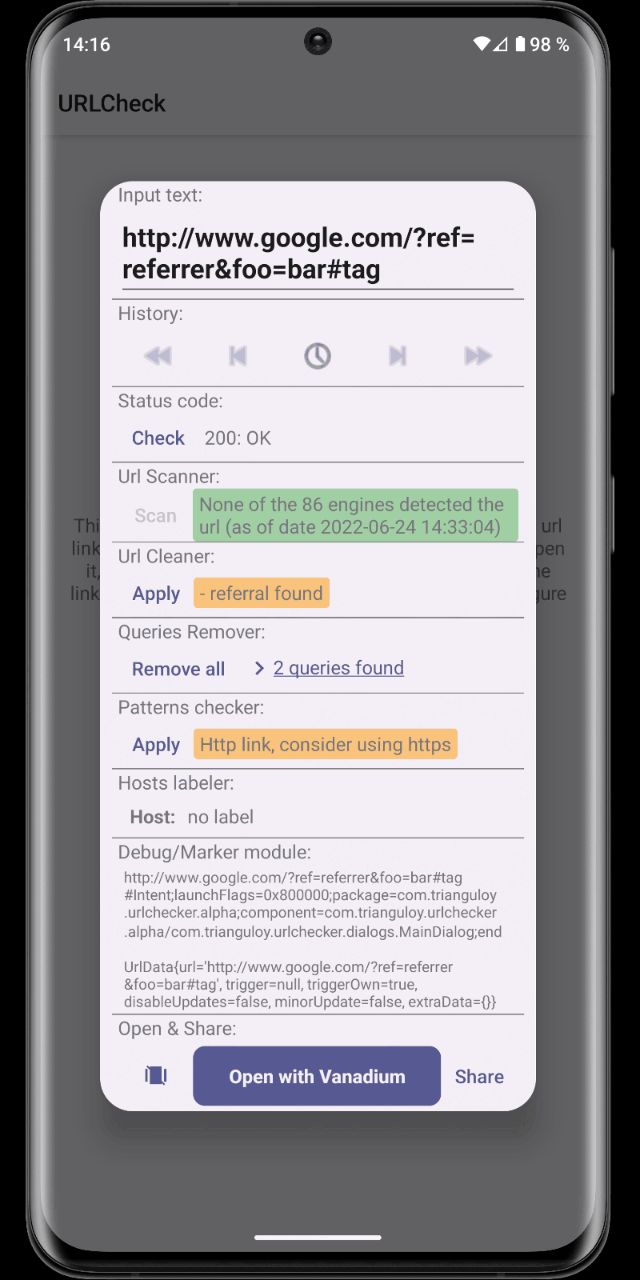 14:16
98 %
URLCheck
Input text:
http://www.google.com/?ref=
referrer&foo=bar#tag
History:
Status code:
Check 200: OK
Url Scanner:
Scan None of the 86 engines detected the
url (as of date 2022-06-24 14:33:04)
Thi url
link pen
Url Cleaner:
it,
Apply - referral found
link gure
Queries Remover:
Remove all 2 queries found
Patterns checker:
Apply Http link, consider using https
Hosts labeler:
Host: no label
Debug/Marker module:
http://www.google.com/?ref=referrer&foo=bar#tag
#Intent;launchFlags=0x800000;package=com.trianguloy
.urlchecker.alpha;component=com.trianguloy.urlchecker
.alpha/com.trianguloy.urlchecker.dialogs.MainDialog;end
UrlData{url='http://www.google.com/?ref=referrer
&foo=bar#tag', trigger=null, triggerOwn=true,
disableUpdates=false, minorUpdate=false, extraData={}}
Open & Share:
Open with Vanadium Share